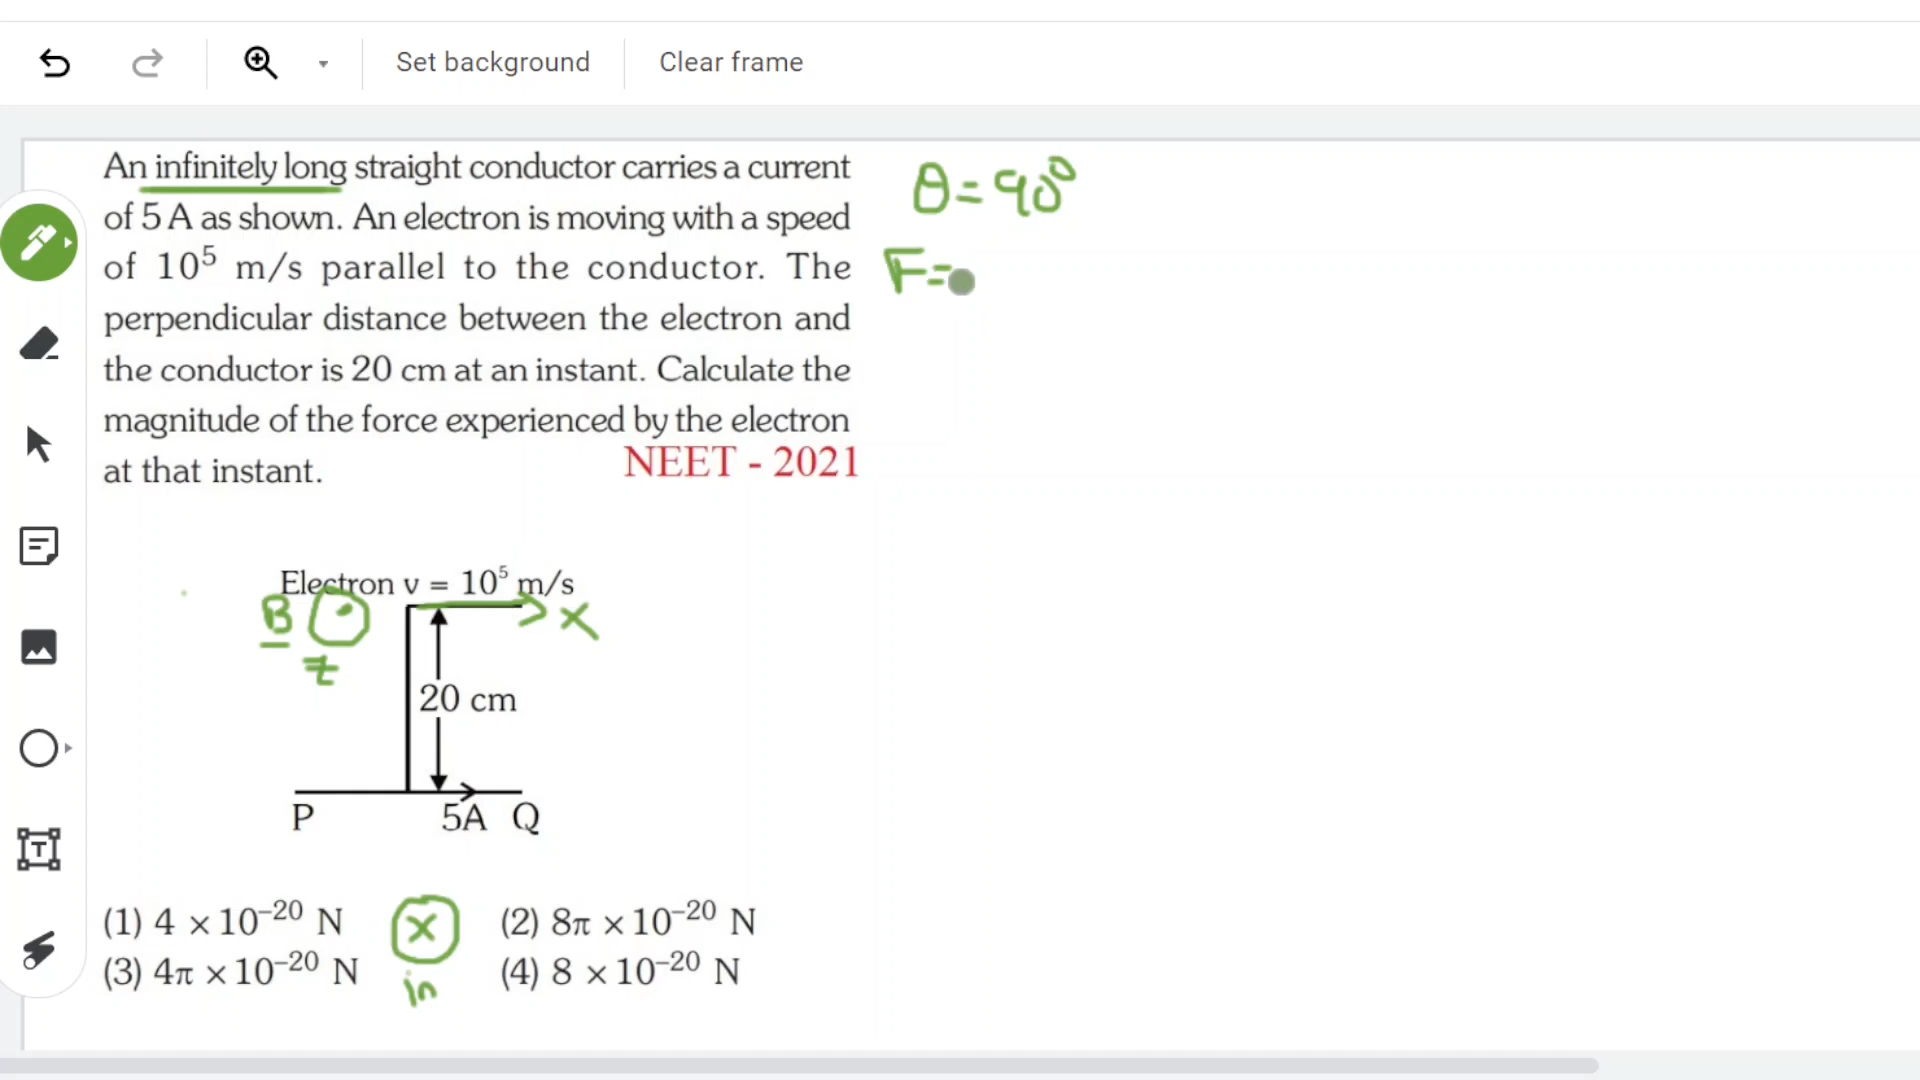 Set background
Clear frame
An infinitely long straight conductor carries a current
of 5 A as shown. An electron is moving with a speed
of 10⁵ m/s parallel to the conductor. The
perpendicular distance between the electron and
the conductor is 20 cm at an instant. Calculate the
magnitude of the force experienced by the electron
at that instant.
NEET - 2021
θ = 90⁰
F =
Electron v = 10⁵ m/s
B
x
z
20 cm
P
5A
Q
(1) 4 × 10⁻²⁰ N
(2) 8π × 10⁻²⁰ N
(3) 4π × 10⁻²⁰ N
(4) 8 × 10⁻²⁰ N
x
in
T